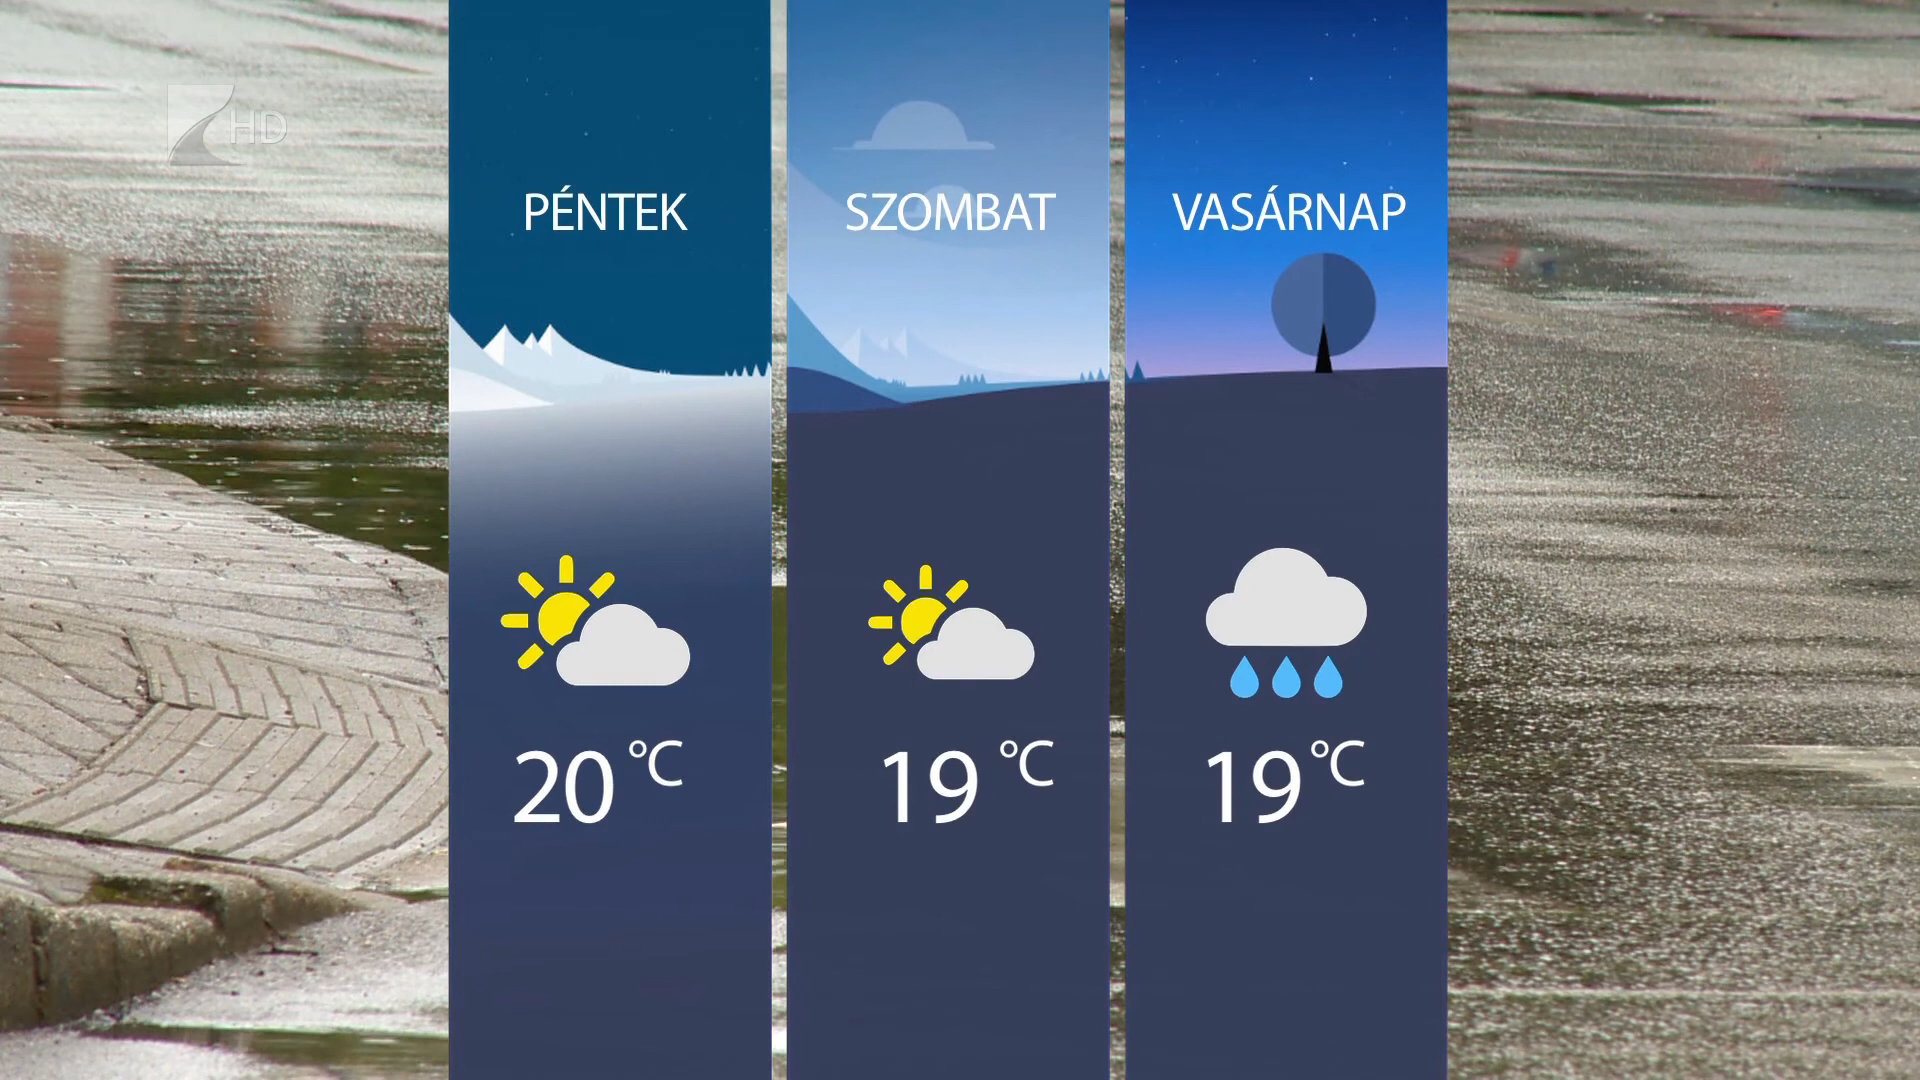 HD
PÉNTEK
SZOMBAT
VASÁRNAP
20 °C
19 °C
19 °C